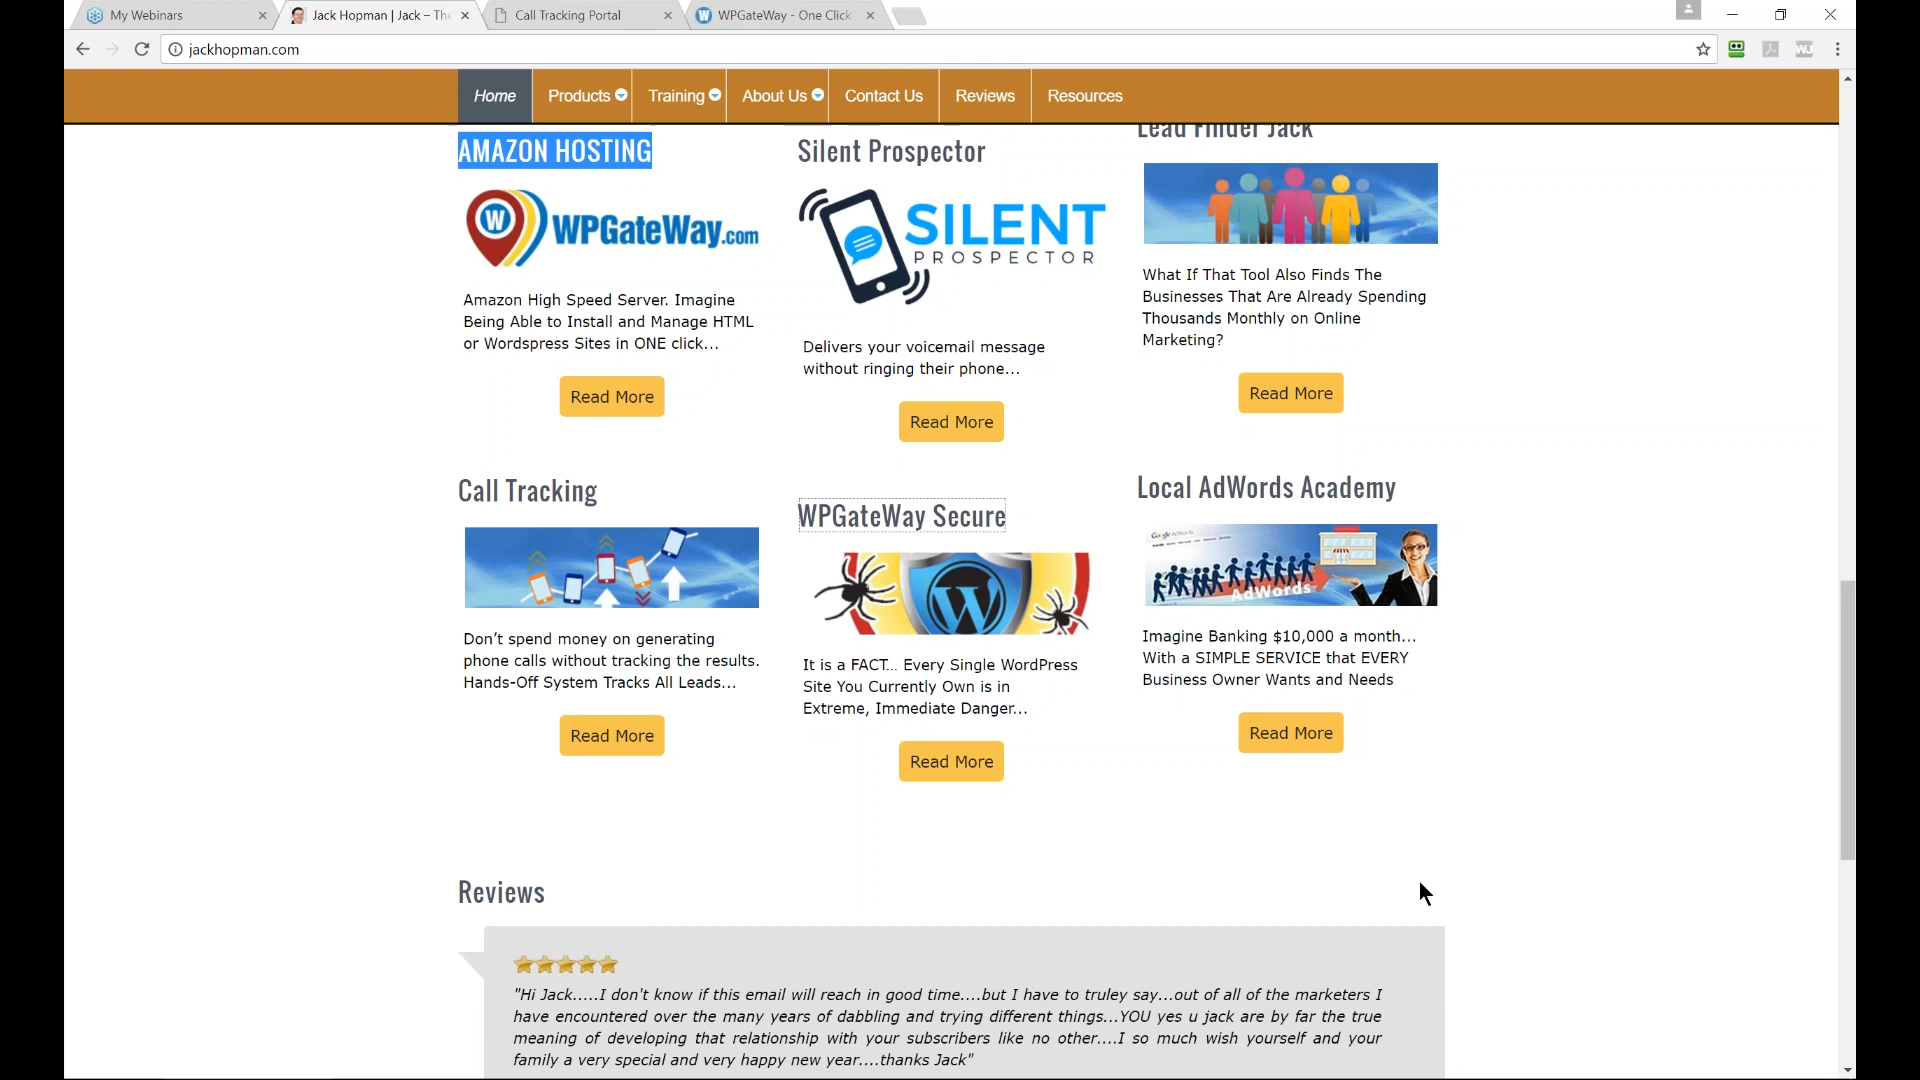 My Webinars
Jack Hopman | Jack – The
Call Tracking Portal
WPGateWay - One Click
jackhopman.com
WJ
Home
Products
Training
About Us
Contact Us
Reviews
Resources
AMAZON HOSTING
W
WPGateWay.com
Amazon High Speed Server. Imagine
Being Able to Install and Manage HTML
or Wordspress Sites in ONE click...
Read More
Silent Prospector
SILENT
PROSPECTOR
Delivers your voicemail message
without ringing their phone...
Read More
Lead Finder Jack
What If That Tool Also Finds The
Businesses That Are Already Spending
Thousands Monthly on Online
Marketing?
Read More
Call Tracking
Don’t spend money on generating
phone calls without tracking the results.
Hands-Off System Tracks All Leads...
Read More
WPGateWay Secure
W
It is a FACT... Every Single WordPress
Site You Currently Own is in
Extreme, Immediate Danger...
Read More
Local AdWords Academy
Google AdWords
AdWords
Imagine Banking $10,000 a month...
With a SIMPLE SERVICE that EVERY
Business Owner Wants and Needs
Read More
Reviews
"Hi Jack.....I don't know if this email will reach in good time....but I have to truley say...out of all of the marketers I
have encountered over the many years of dabbling and trying different things...YOU yes u jack are by far the true
meaning of developing that relationship with your subscribers like no other....I so much wish yourself and your
family a very special and very happy new year....thanks Jack"